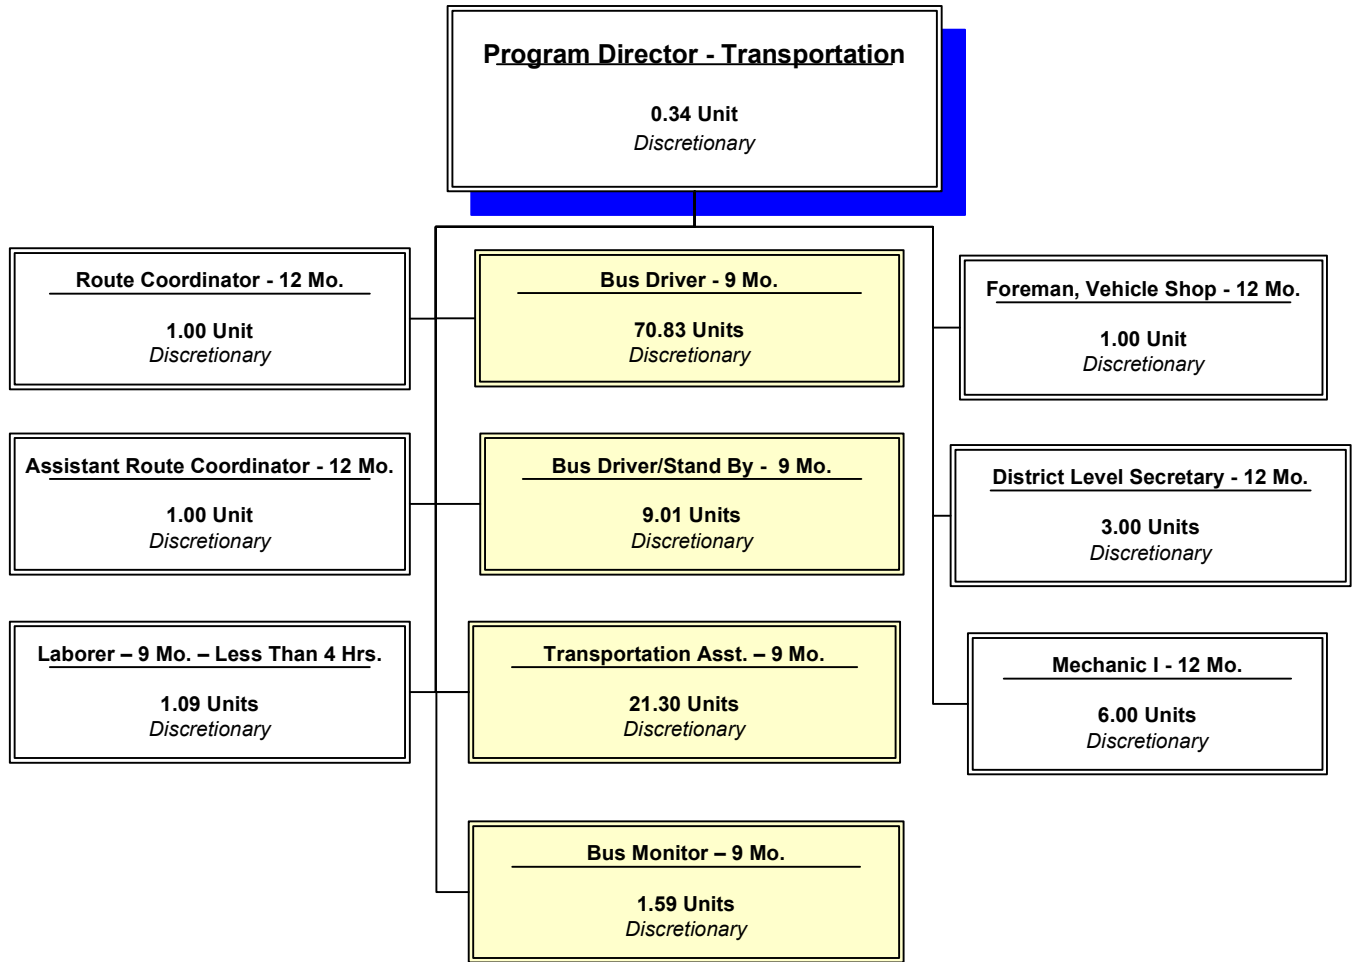 Program Director - Transportation
0.34 Unit
Discretionary
Route Coordinator - 12 Mo.
1.00 Unit
Discretionary
Bus Driver - 9 Mo.
70.83 Units
Discretionary
Foreman, Vehicle Shop - 12 Mo.
1.00 Unit
Discretionary
Assistant Route Coordinator - 12 Mo.
1.00 Unit
Discretionary
Bus Driver/Stand By - 9 Mo.
9.01 Units
Discretionary
District Level Secretary - 12 Mo.
3.00 Units
Discretionary
Laborer – 9 Mo. – Less Than 4 Hrs.
1.09 Units
Discretionary
Transportation Asst. – 9 Mo.
21.30 Units
Discretionary
Mechanic I - 12 Mo.
6.00 Units
Discretionary
Bus Monitor – 9 Mo.
1.59 Units
Discretionary